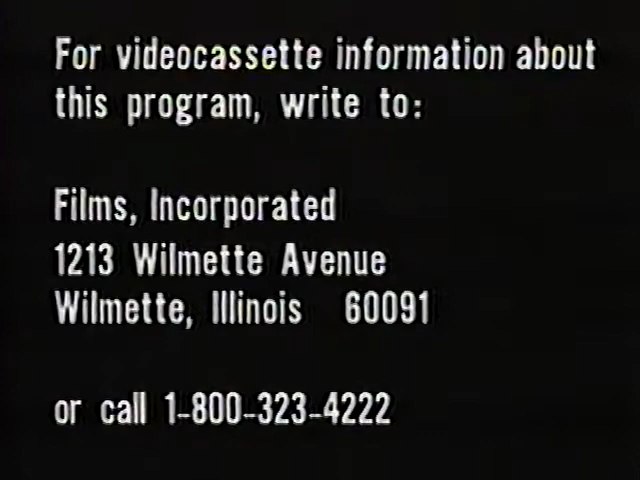 For videocassette information about
this program, write to:
Films, Incorporated
1213 Wilmette Avenue
Wilmette, Illinois 60091
or call 1-800-323-4222